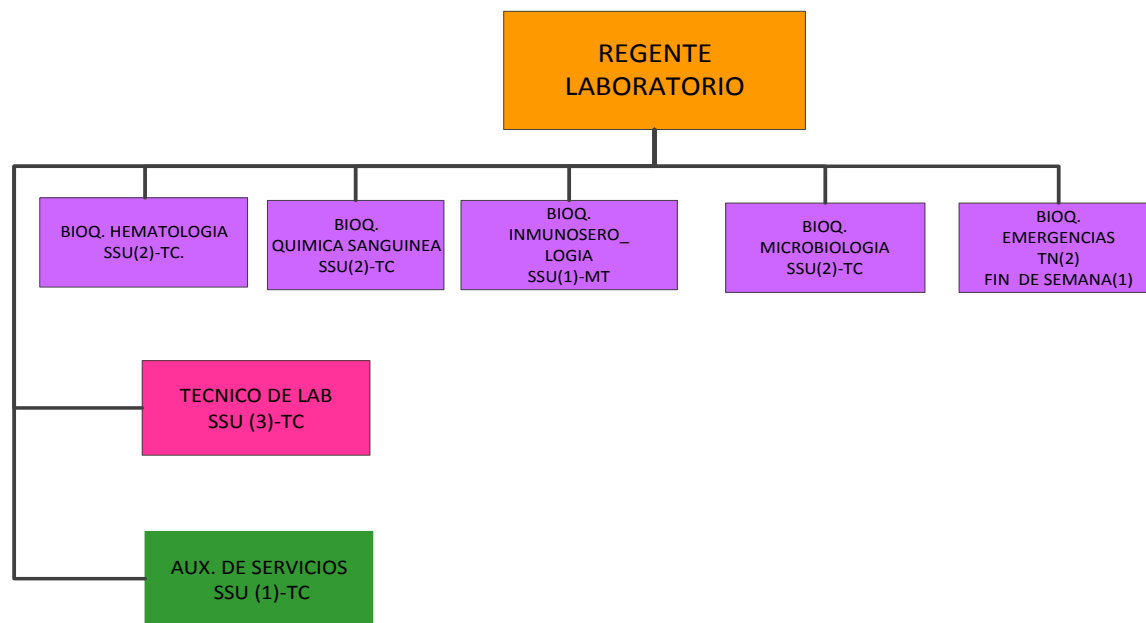 REGENTE
LABORATORIO
BIOQ. HEMATOLOGIA
SSU(2)-TC.
BIOQ.
QUIMICA SANGUINEA
SSU(2)-TC
BIOQ.
INMUNOSERO_
LOGIA
SSU(1)-MT
BIOQ.
MICROBIOLOGIA
SSU(2)-TC
BIOQ.
EMERGENCIAS
TN(2)
FIN DE SEMANA(1)
TECNICO DE LAB
SSU (3)-TC
AUX. DE SERVICIOS
SSU (1)-TC